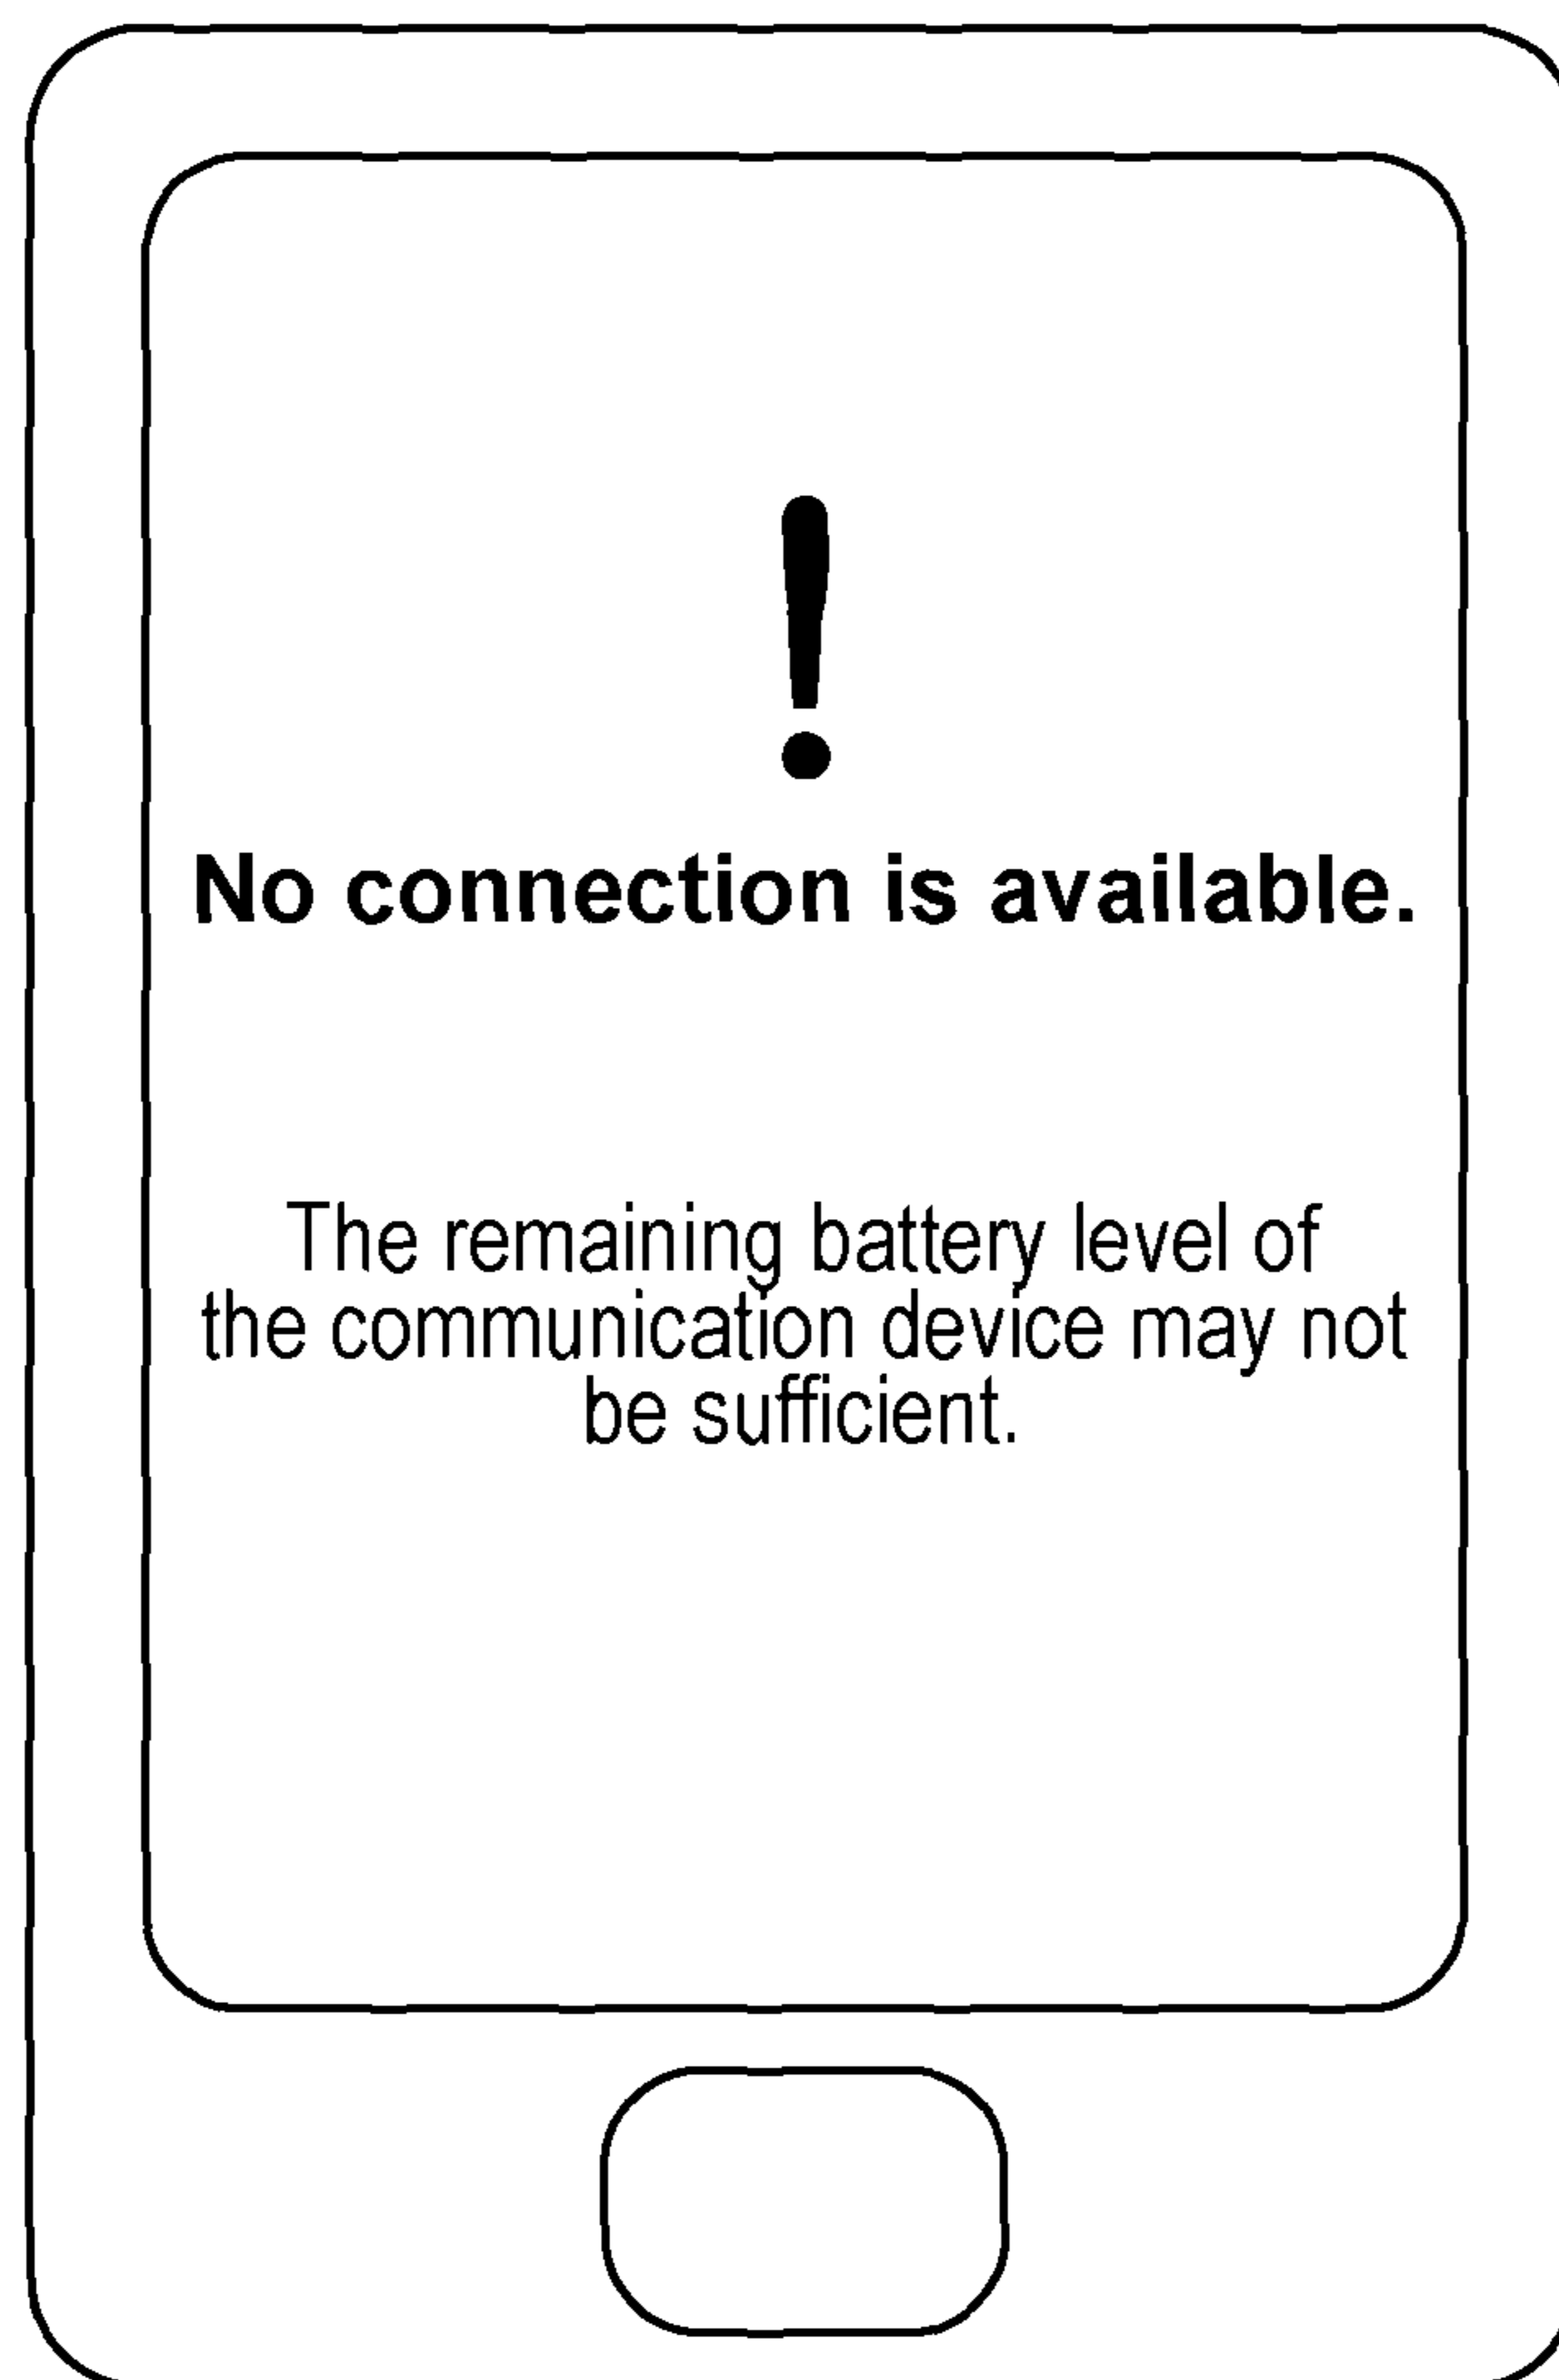 !
No connection is available.
The remaining battery level of
the communication device may not
be sufficient.